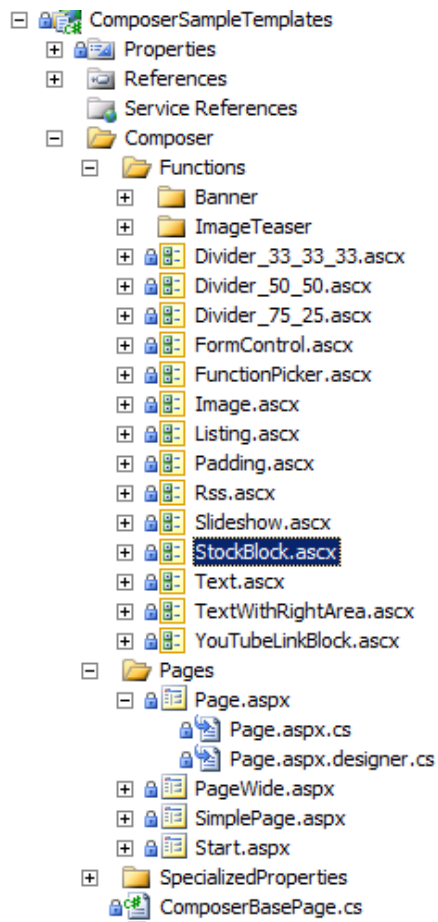 ComposerSampleTemplates
Properties
References
Service References
Composer
Functions
Banner
ImageTeaser
Divider_33_33_33.ascx
Divider_50_50.ascx
Divider_75_25.ascx
FormControl.ascx
FunctionPicker.ascx
Image.ascx
Listing.ascx
Padding.ascx
Rss.ascx
Slideshow.ascx
StockBlock.ascx
Text.ascx
TextWithRightArea.ascx
YouTubeLinkBlock.ascx
Pages
Page.aspx
Page.aspx.cs
Page.aspx.designer.cs
PageWide.aspx
SimplePage.aspx
Start.aspx
SpecializedProperties
ComposerBasePage.cs